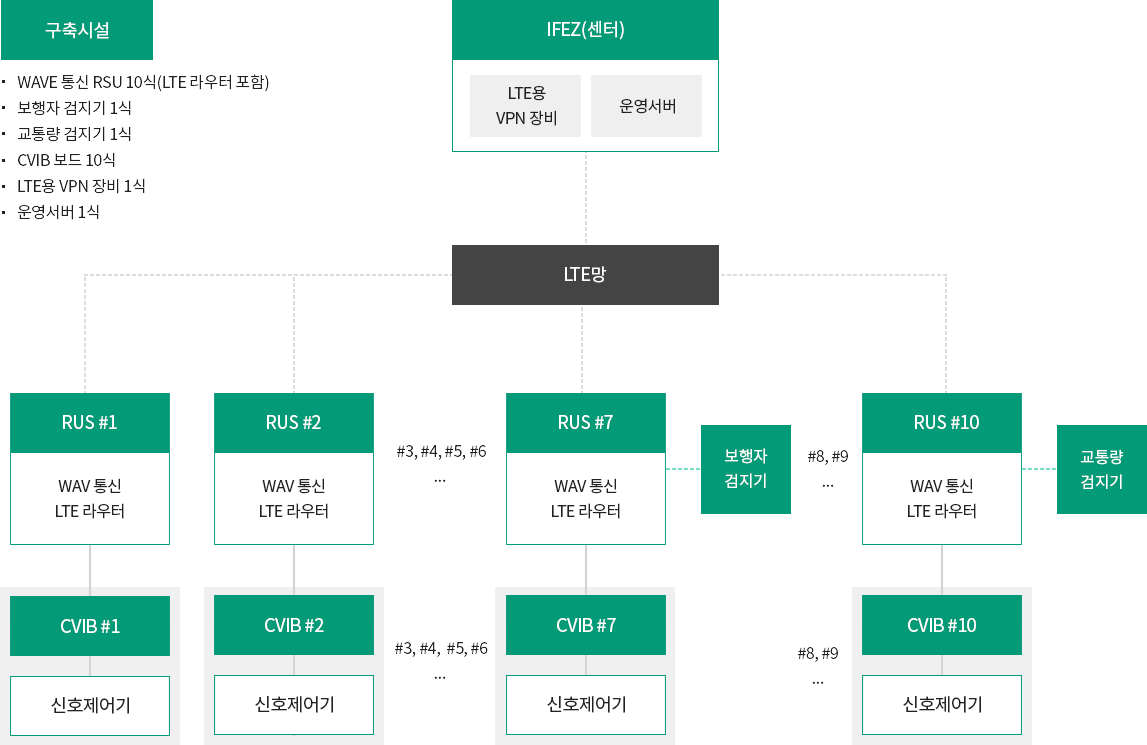 구축시설
· WAVE 통신 RSU 10식(LTE 라우터 포함)
· 보행자 검지기 1식
· 교통량 검지기 1식
· CVIB 보드 10식
· LTE용 VPN 장비 1식
· 운영서버 1식
IFEZ(센터)
LTE용
VPN 장비
운영서버
LTE망
RUS #1
WAV 통신
LTE 라우터
RUS #2
WAV 통신
LTE 라우터
#3, #4, #5, #6
...
RUS #7
WAV 통신
LTE 라우터
보행자
검지기
#8, #9
...
RUS #10
WAV 통신
LTE 라우터
교통량
검지기
CVIB #1
신호제어기
CVIB #2
신호제어기
#3, #4, #5, #6
...
CVIB #7
신호제어기
#8, #9
...
CVIB #10
신호제어기